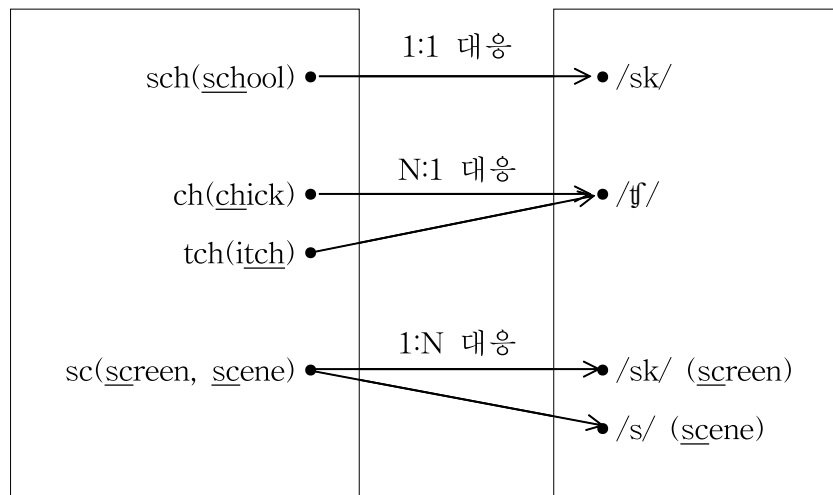 1:1 대응
sch(school) /sk/
N:1 대응
ch(chick) /ʧ/
tch(itch)
1:N 대응
sc(screen, scene) /sk/ (screen)
/s/ (scene)